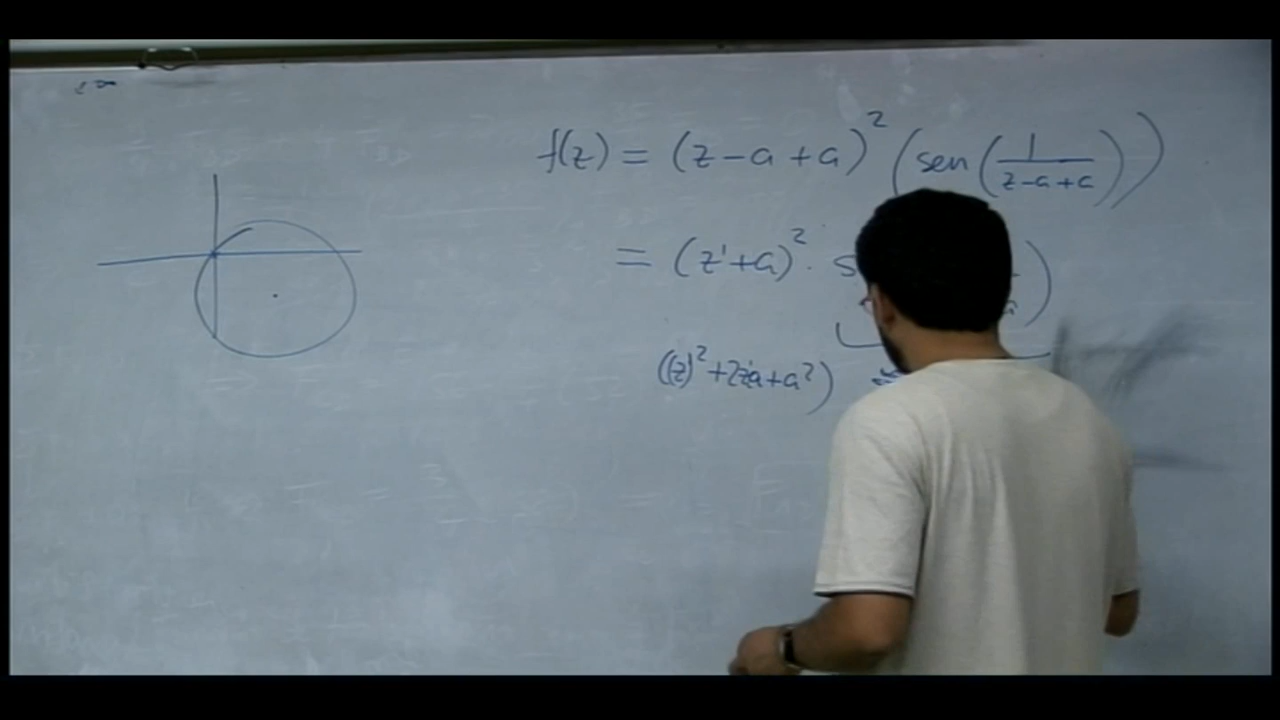 f(z) = (z-a+a)² (sen(1/(z-a+a)))
= (z'+a)² · s
((z')²+2z'a+a²)